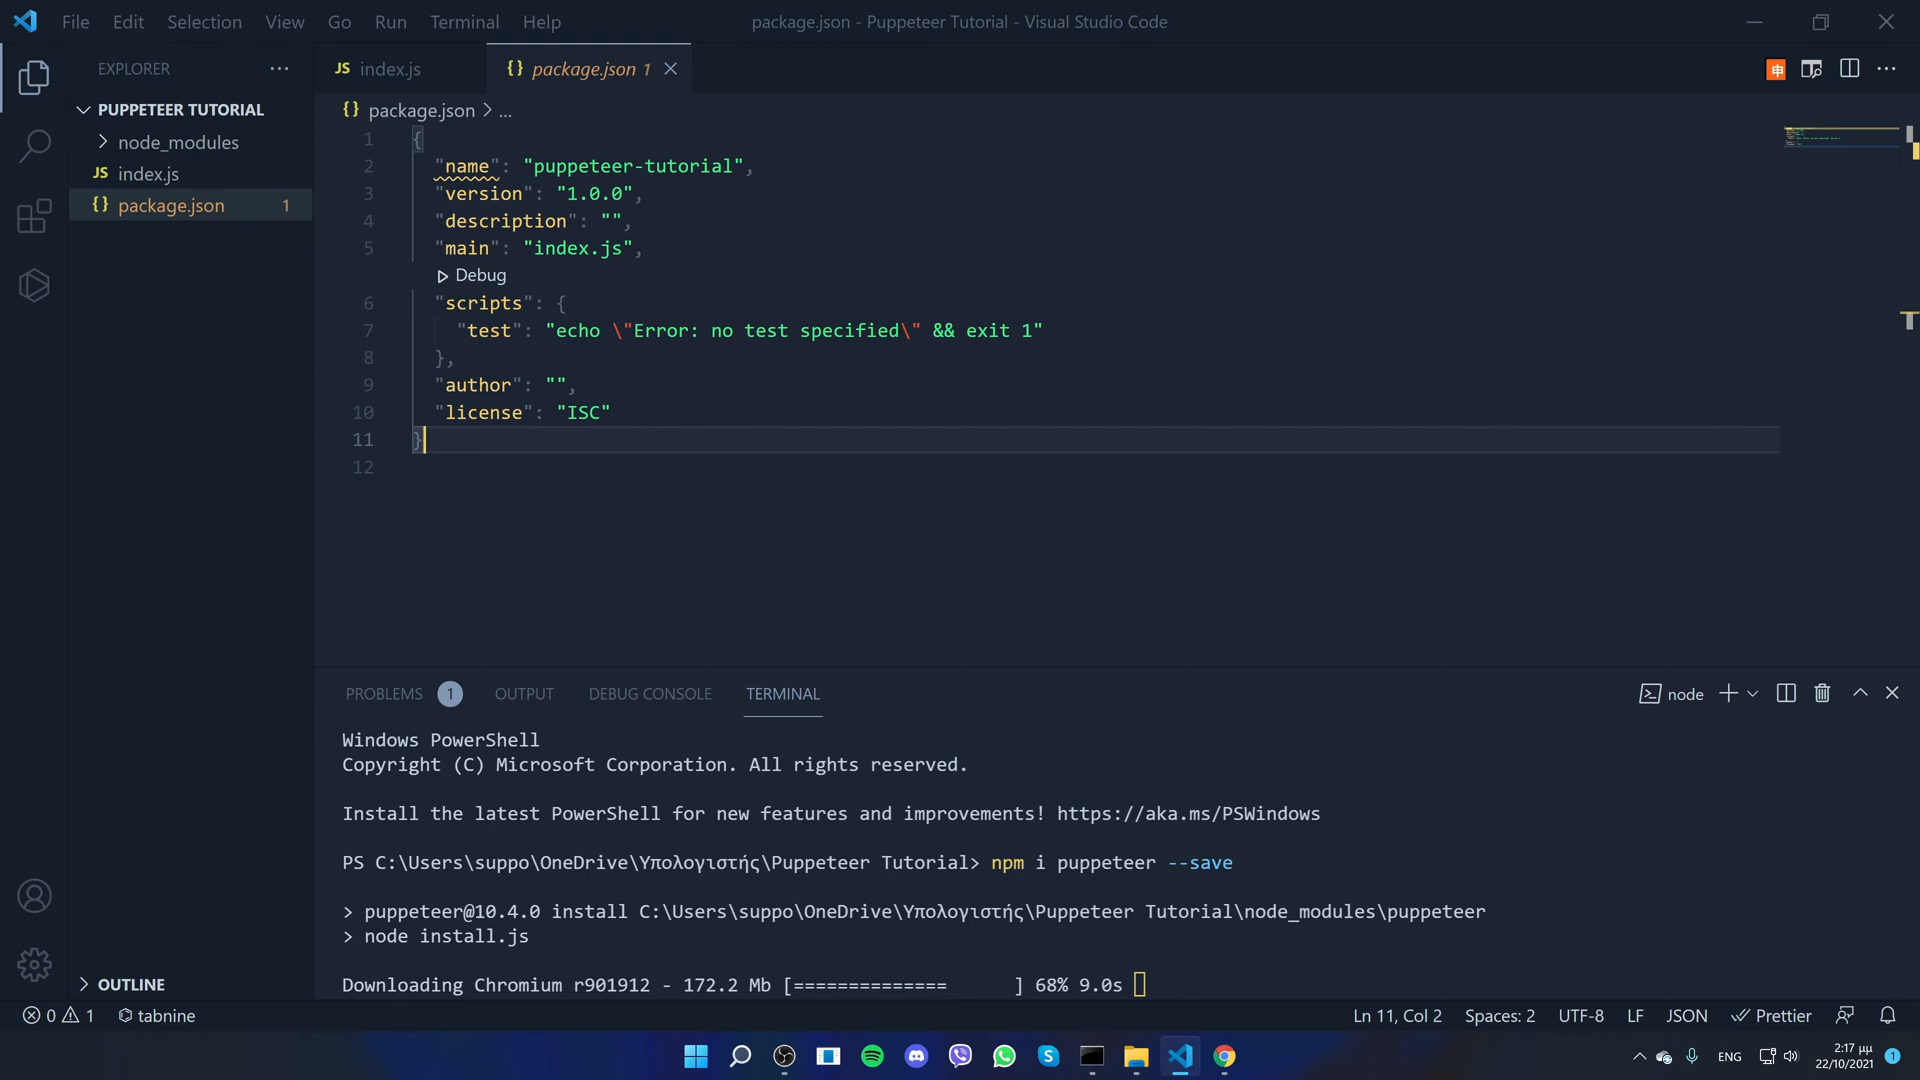 File Edit Selection View Go Run Terminal Help
package.json - Puppeteer Tutorial - Visual Studio Code
EXPLORER
PUPPETEER TUTORIAL
node_modules
JS index.js
{} package.json 1
OUTLINE
JS index.js
{} package.json 1
{} package.json > ...
1 {
2 "name": "puppeteer-tutorial",
3 "version": "1.0.0",
4 "description": "",
5 "main": "index.js",
Debug
6 "scripts": {
7 "test": "echo \"Error: no test specified\" && exit 1"
8 },
9 "author": "",
10 "license": "ISC"
11 }
12
PROBLEMS 1 OUTPUT DEBUG CONSOLE TERMINAL
node
Windows PowerShell
Copyright (C) Microsoft Corporation. All rights reserved.
Install the latest PowerShell for new features and improvements! https://aka.ms/PSWindows
PS C:\Users\suppo\OneDrive\Υπολογιστής\Puppeteer Tutorial> npm i puppeteer --save
> puppeteer@10.4.0 install C:\Users\suppo\OneDrive\Υπολογιστής\Puppeteer Tutorial\node_modules\puppeteer
> node install.js
Downloading Chromium r901912 - 172.2 Mb [============== ] 68% 9.0s
0 1 tabnine
Ln 11, Col 2 Spaces: 2 UTF-8 LF JSON Prettier
ENG
2:17 μμ
22/10/2021
1